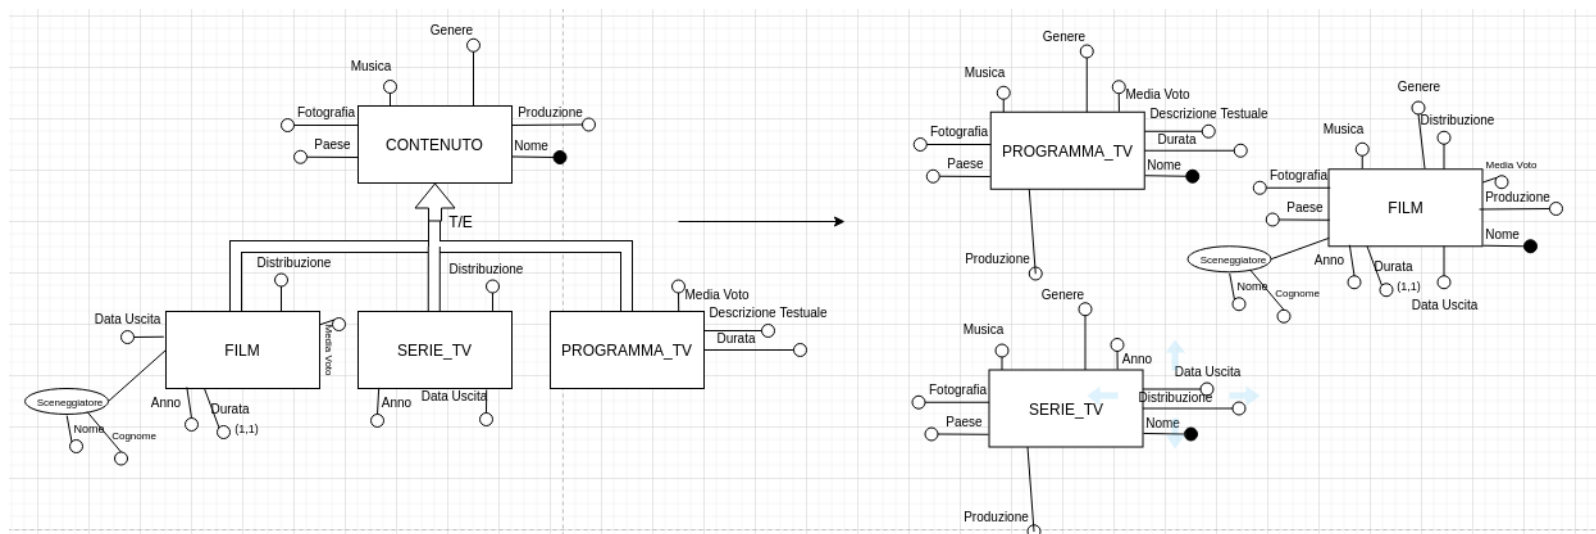 Genere
Musica
Fotografia
Produzione
CONTENUTO
Paese
Nome
T/E
Distribuzione
Data Uscita
FILM
Media Voto
Sceneggiatore
Nome
Cognome
Anno
Durata
(1,1)
Distribuzione
SERIE_TV
Anno
Data Uscita
Media Voto
Descrizione Testuale
PROGRAMMA_TV
Durata
Genere
Musica
Media Voto
Descrizione Testuale
Fotografia
Durata
PROGRAMMA_TV
Paese
Nome
Produzione
Genere
Musica
Distribuzione
Media Voto
Fotografia
Produzione
FILM
Paese
Nome
Sceneggiatore
Nome
Cognome
Anno
Durata
(1,1)
Data Uscita
Genere
Musica
Anno
Data Uscita
Fotografia
Distribuzione
SERIE_TV
Paese
Nome
Produzione